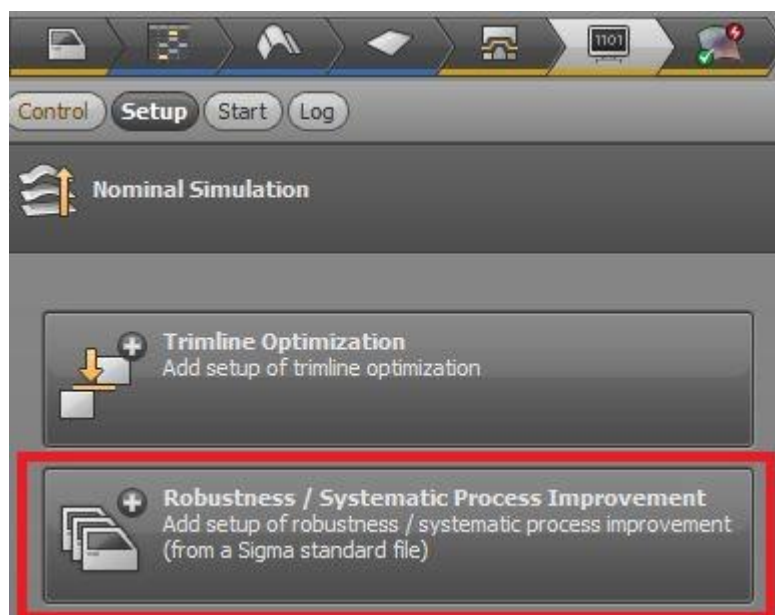 1101
Control Setup Start Log
Nominal Simulation
Trimline Optimization
Add setup of trimline optimization
Robustness / Systematic Process Improvement
Add setup of robustness / systematic process improvement
(from a Sigma standard file)